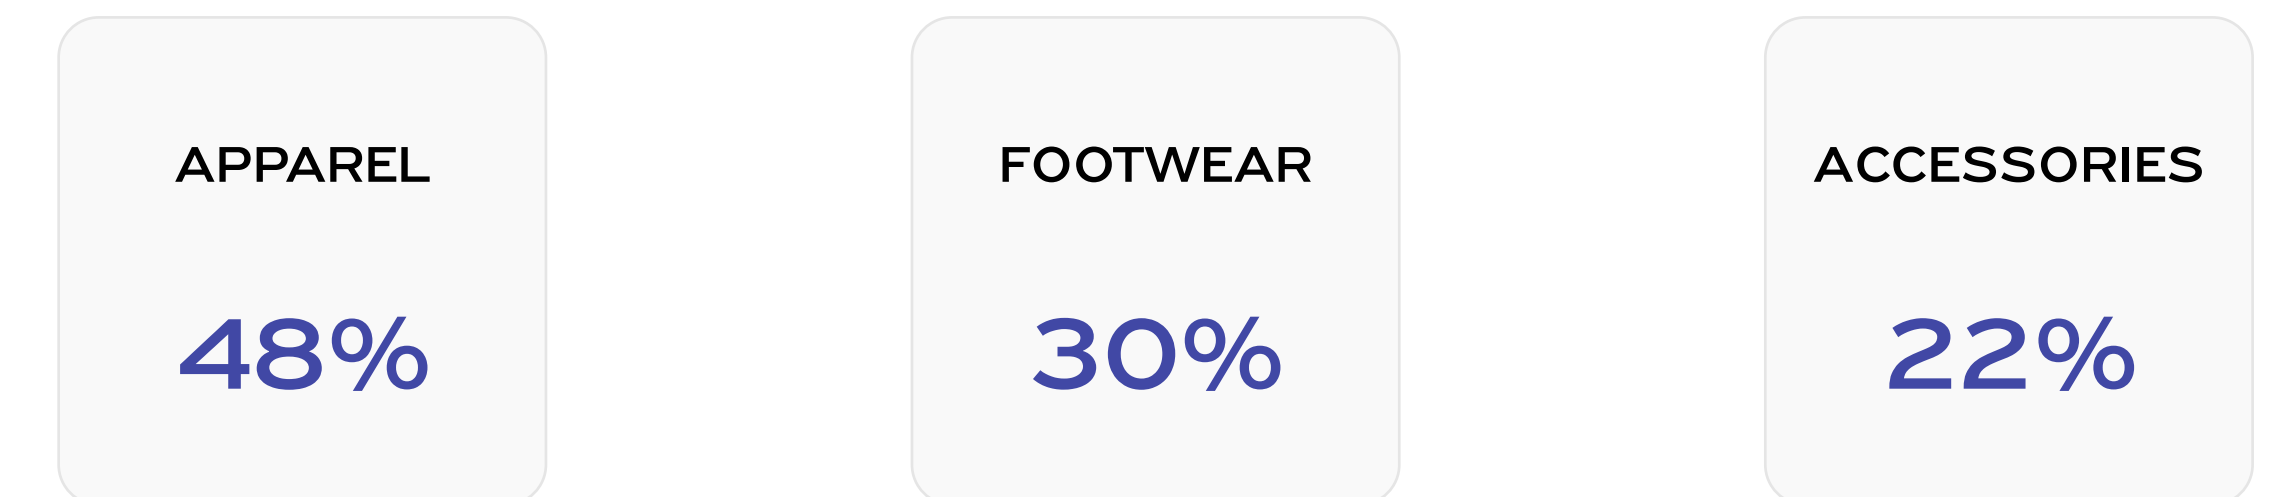 APPAREL
48%
FOOTWEAR
30%
ACCESSORIES
22%